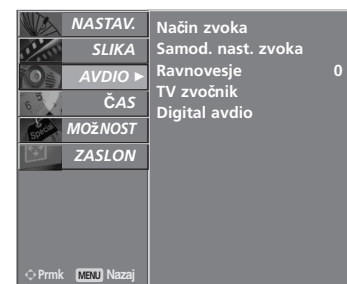 NASTAV.
SLIKA
AVDIO
ČAS
MOŽNOST
ZASLON
Način zvoka
Samod. nast. zvoka
Ravnovesje 0
TV zvočnik
Digital avdio
Prmk MENU Nazaj